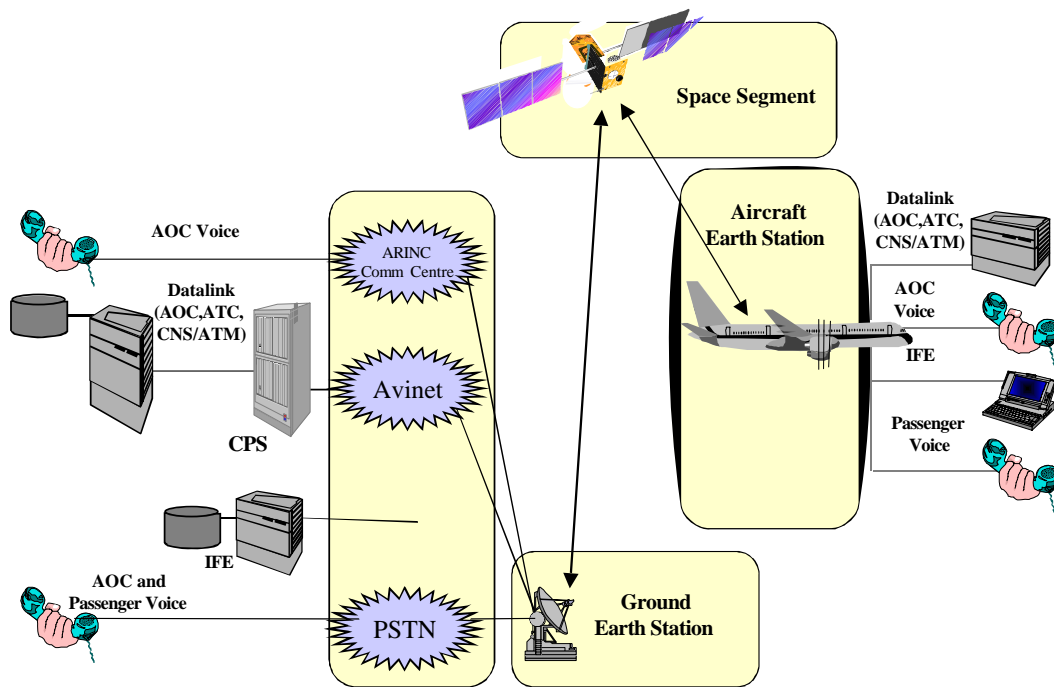 Space Segment
Aircraft
Earth Station
Datalink
(AOC,ATC,
CNS/ATM)
AOC
Voice
IFE
Passenger
Voice
AOC Voice
ARINC
Comm Centre
Datalink
(AOC,ATC,
CNS/ATM)
Avinet
CPS
IFE
AOC and
Passenger Voice
PSTN
Ground
Earth Station